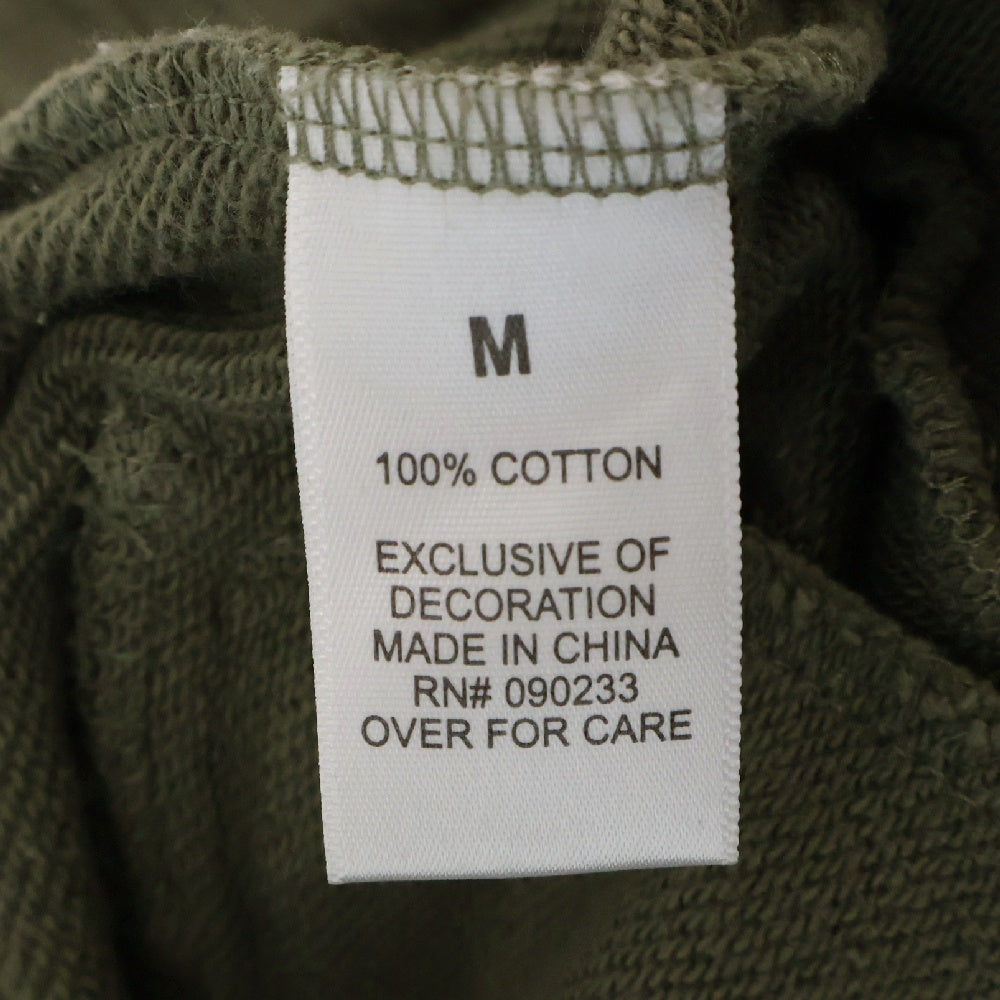 M
100% COTTON
EXCLUSIVE OF
DECORATION
MADE IN CHINA
RN# 090233
OVER FOR CARE